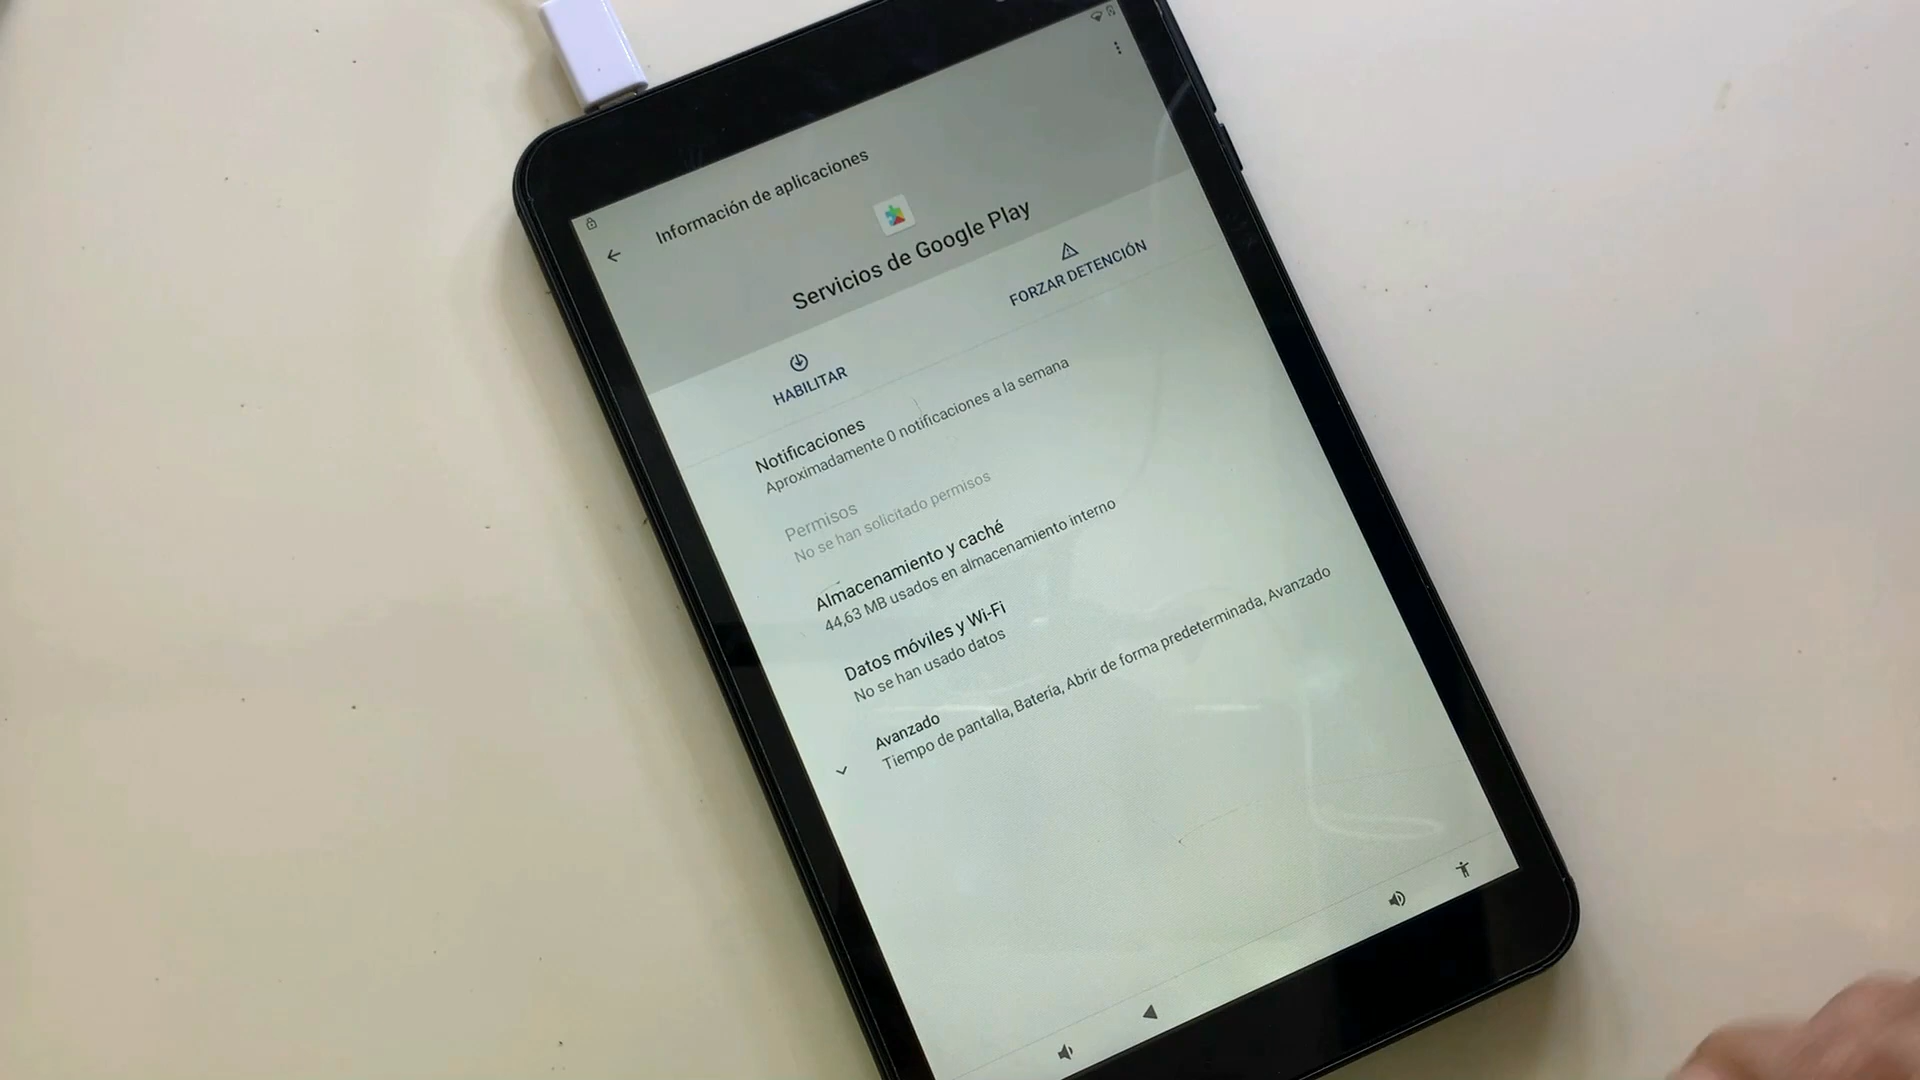 Información de aplicaciones
Servicios de Google Play
HABILITAR
FORZAR DETENCIÓN
Notificaciones
Aproximadamente 0 notificaciones a la semana
Permisos
No se han solicitado permisos
Almacenamiento y caché
44,63 MB usados en almacenamiento interno
Datos móviles y Wi-Fi
No se han usado datos
Avanzado
Tiempo de pantalla, Batería, Abrir de forma predeterminada, Avanzado